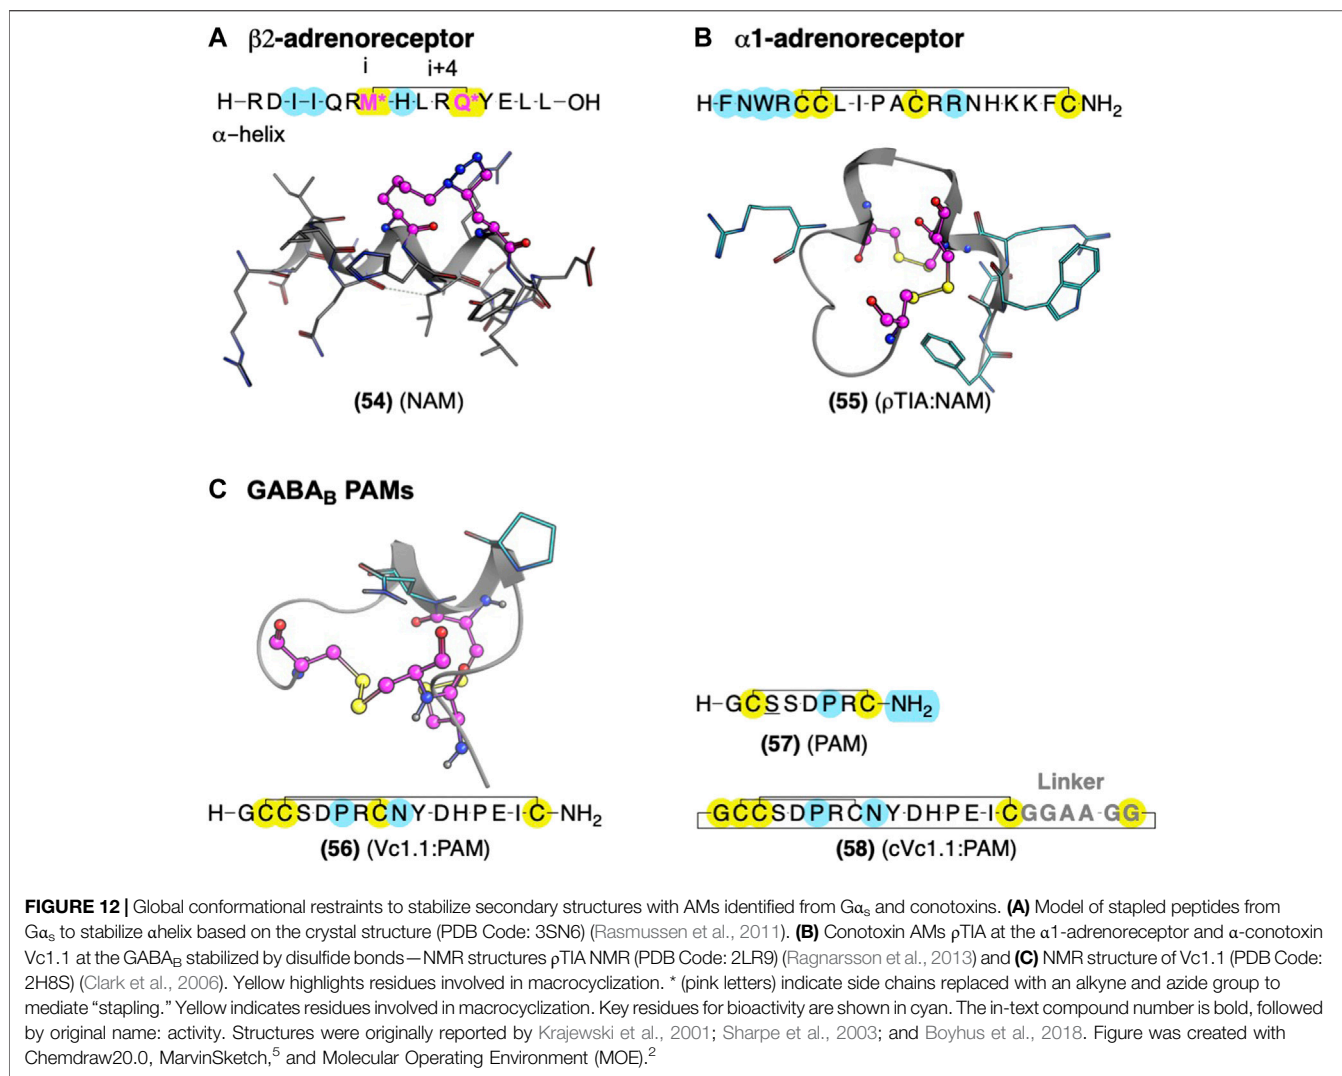 A β2-adrenoreceptor
i i+4
H–RD-I-I-QRM*-H-L-R-Q*YE-L-L–OH
α–helix
(54) (NAM)
B α1-adrenoreceptor
H-FNWRCCL-I-PACRRNHKKFCNH2
(55) (ρTIA:NAM)
C GABAB PAMs
H–GCCSDPRCNY-DHPE-I-C–NH2
(56) (Vc1.1:PAM)
H–GCSSDPRC–NH2
(57) (PAM)
Linker
GCCSDPRCNY-DHPE-I-CGGAA-GG
(58) (cVc1.1:PAM)
FIGURE 12 | Global conformational restraints to stabilize secondary structures with AMs identified from Gαs and conotoxins. (A) Model of stapled peptides from
Gαs to stabilize αhelix based on the crystal structure (PDB Code: 3SN6) (Rasmussen et al., 2011). (B) Conotoxin AMs ρTIA at the α1-adrenoreceptor and α-conotoxin
Vc1.1 at the GABAB stabilized by disulfide bonds—NMR structures ρTIA NMR (PDB Code: 2LR9) (Ragnarsson et al., 2013) and (C) NMR structure of Vc1.1 (PDB Code:
2H8S) (Clark et al., 2006). Yellow highlights residues involved in macrocyclization. * (pink letters) indicate side chains replaced with an alkyne and azide group to
mediate “stapling.” Yellow indicates residues involved in macrocyclization. Key residues for bioactivity are shown in cyan. The in-text compound number is bold, followed
by original name: activity. Structures were originally reported by Krajewski et al., 2001; Sharpe et al., 2003; and Boyhus et al., 2018. Figure was created with
Chemdraw20.0, MarvinSketch,5 and Molecular Operating Environment (MOE).2